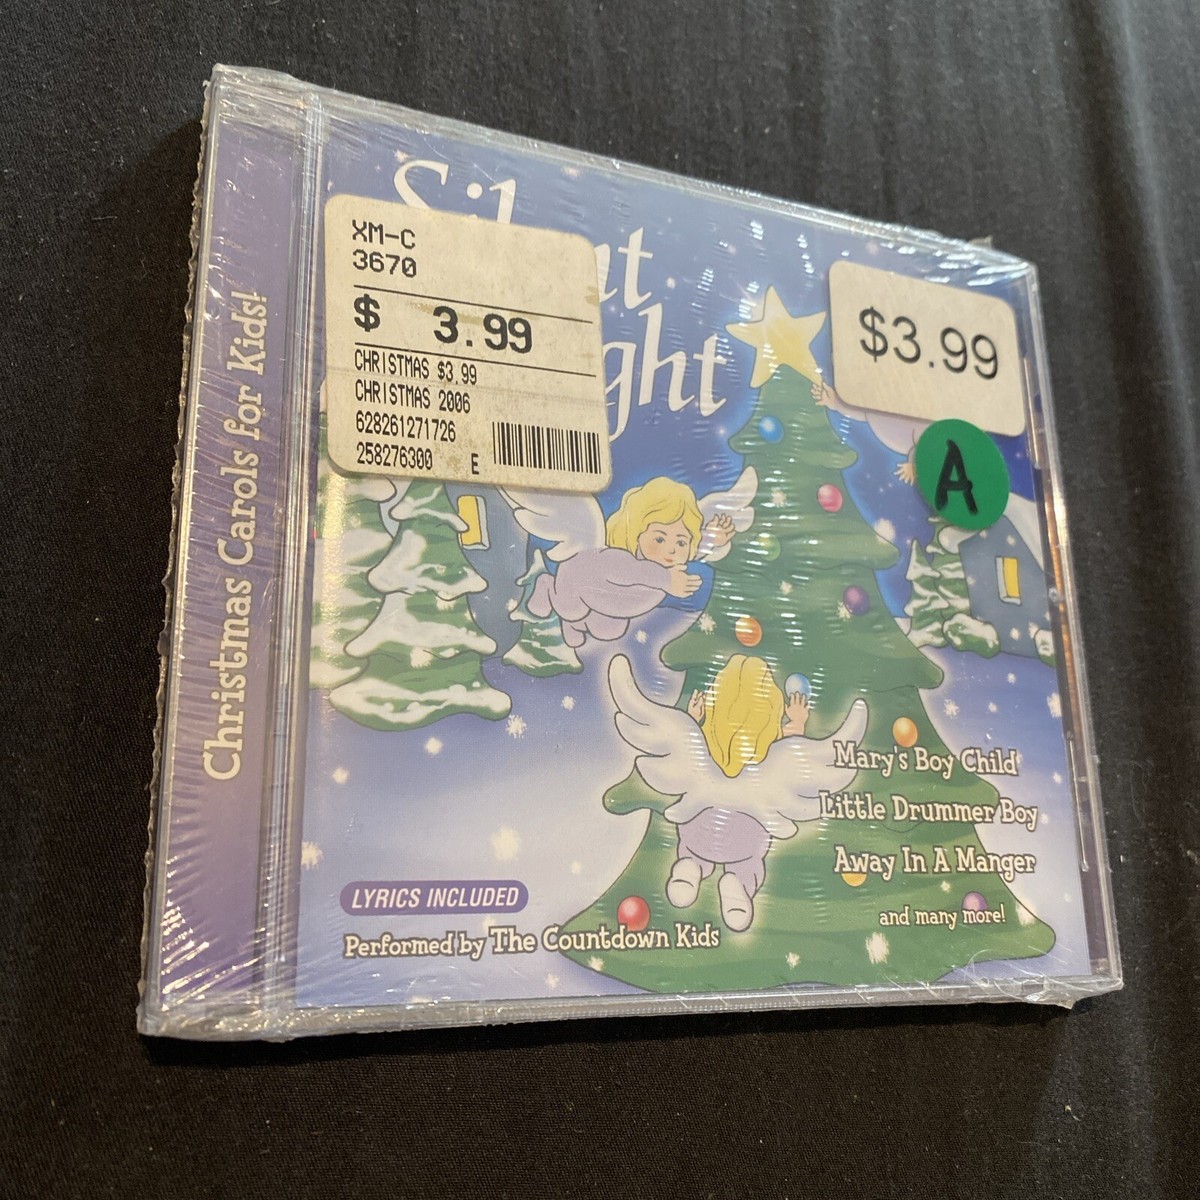 Christmas Carols for Kids!
XM-C
3670
$ 3.99
CHRISTMAS $3.99
CHRISTMAS 2006
628261271726
258276300 E
$3.99
A
Mary's Boy Child
Little Drummer Boy
Away In A Manger
and many more!
LYRICS INCLUDED
Performed by The Countdown Kids